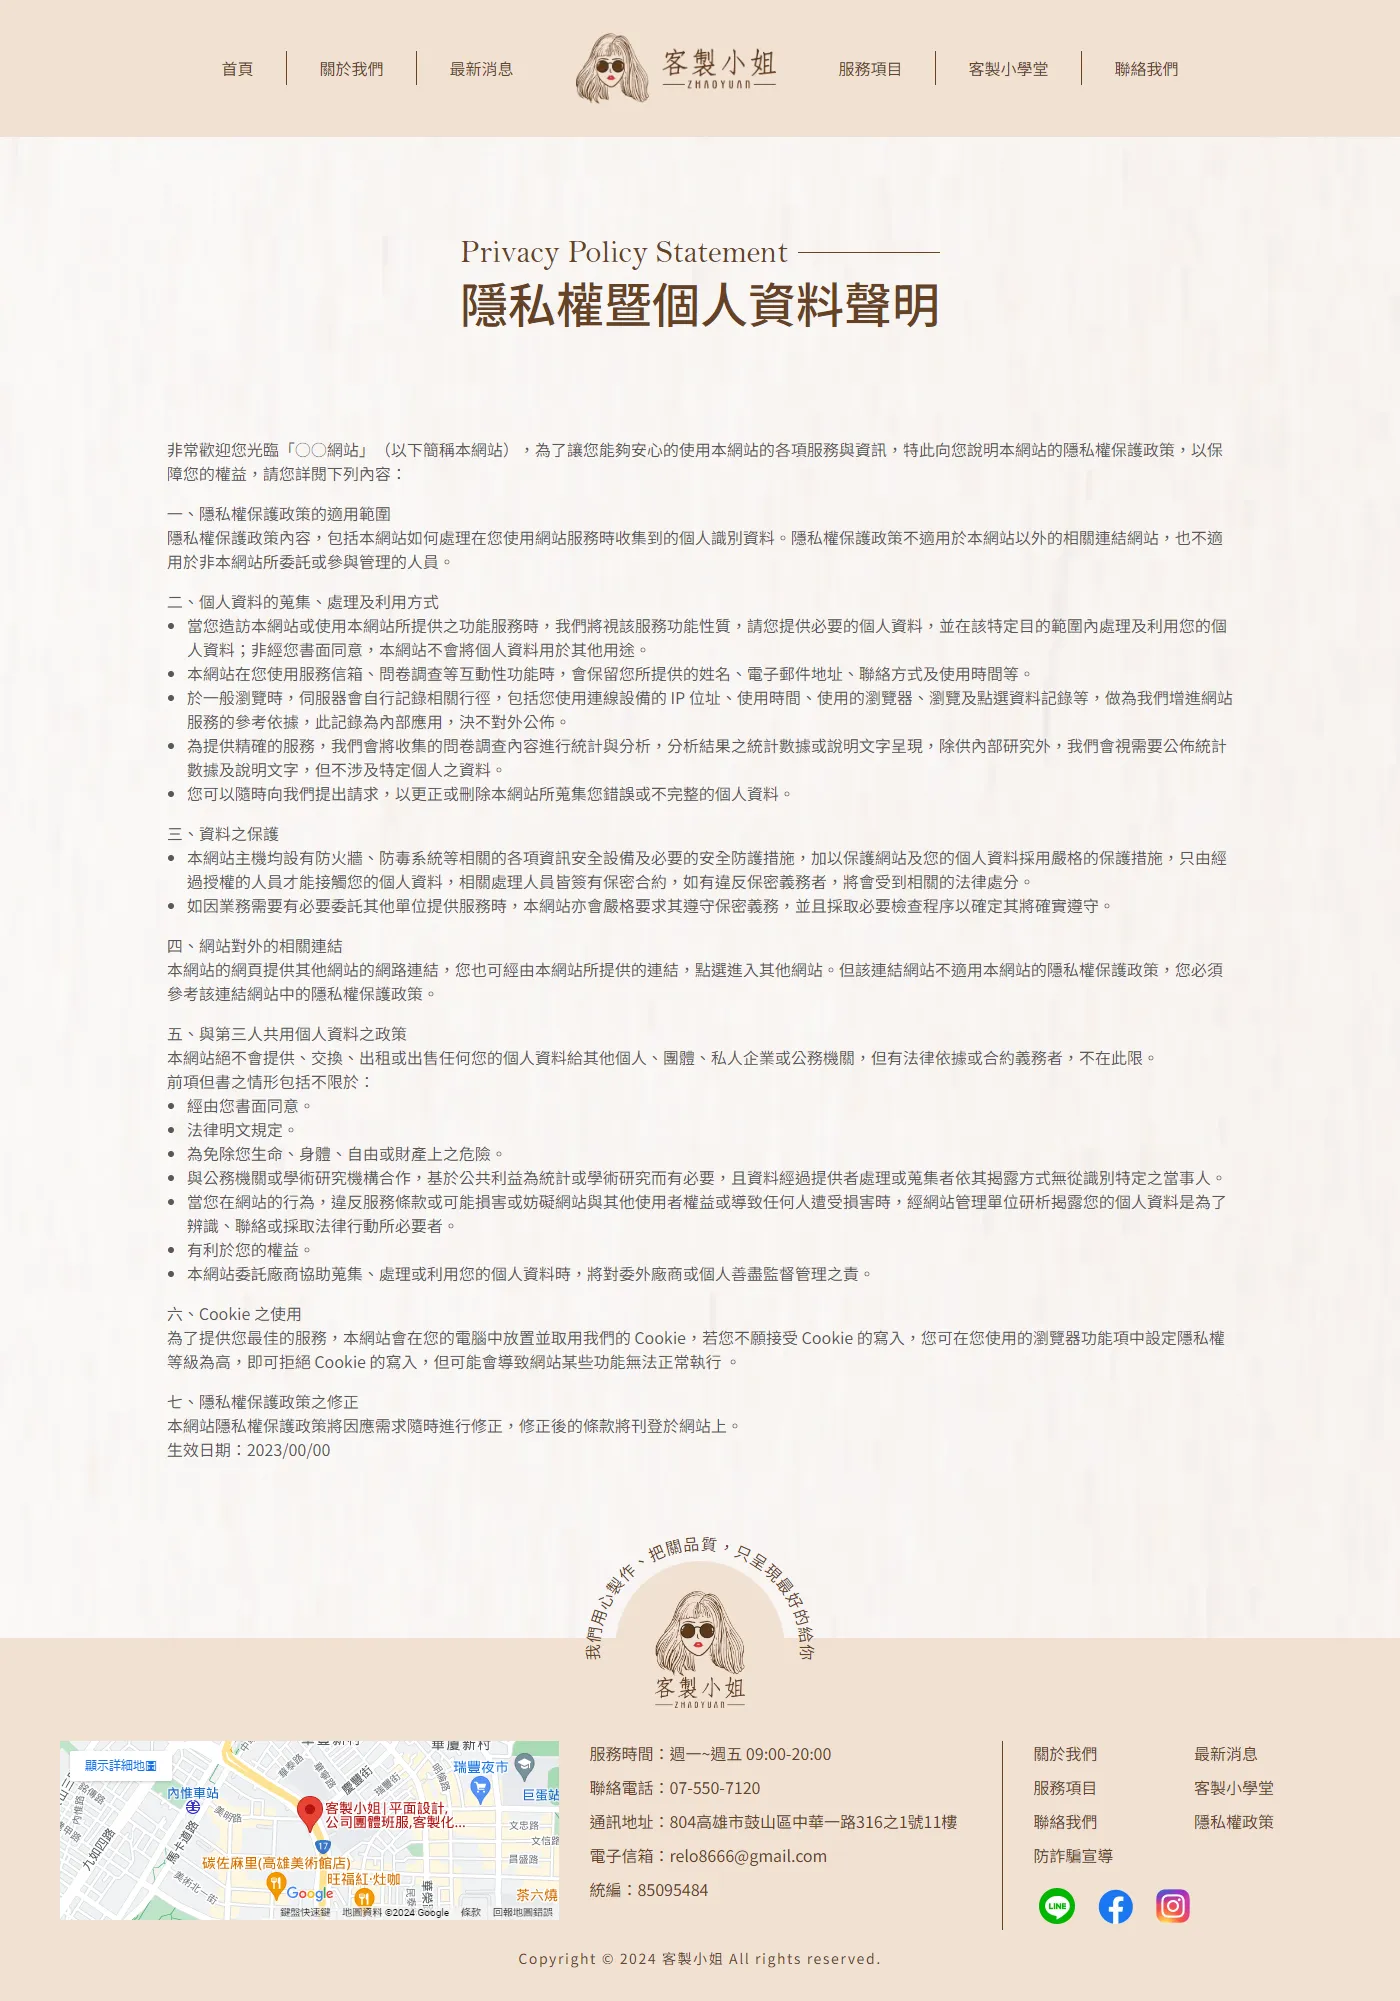 首頁
關於我們
最新消息
客製小姐
ZHAOYUAN
服務項目
客製小學堂
聯絡我們
Privacy Policy Statement
隱私權暨個人資料聲明
非常歡迎您光臨「〇〇網站」（以下簡稱本網站），為了讓您能夠安心的使用本網站的各項服務與資訊，特此向您說明本網站的隱私權保護政策，以保
障您的權益，請您詳閱下列內容：
一、隱私權保護政策的適用範圍
隱私權保護政策內容，包括本網站如何處理在您使用網站服務時收集到的個人識別資料。隱私權保護政策不適用於本網站以外的相關連結網站，也不適
用於非本網站所委託或參與管理的人員。
二、個人資料的蒐集、處理及利用方式
• 當您造訪本網站或使用本網站所提供之功能服務時，我們將視該服務功能性質，請您提供必要的個人資料，並在該特定目的範圍內處理及利用您的個
人資料；非經您書面同意，本網站不會將個人資料用於其他用途。
• 本網站在您使用服務信箱、問卷調查等互動性功能時，會保留您所提供的姓名、電子郵件地址、聯絡方式及使用時間等。
• 於一般瀏覽時，伺服器會自行記錄相關行徑，包括您使用連線設備的 IP 位址、使用時間、使用的瀏覽器、瀏覽及點選資料記錄等，做為我們增進網站
服務的參考依據，此記錄為內部應用，決不對外公佈。
• 為提供精確的服務，我們會將收集的問卷調查內容進行統計與分析，分析結果之統計數據或說明文字呈現，除供內部研究外，我們會視需要公佈統計
數據及說明文字，但不涉及特定個人之資料。
• 您可以隨時向我們提出請求，以更正或刪除本網站所蒐集您錯誤或不完整的個人資料。
三、資料之保護
• 本網站主機均設有防火牆、防毒系統等相關的各項資訊安全設備及必要的安全防護措施，加以保護網站及您的個人資料採用嚴格的保護措施，只由經
過授權的人員才能接觸您的個人資料，相關處理人員皆簽有保密合約，如有違反保密義務者，將會受到相關的法律處分。
• 如因業務需要有必要委託其他單位提供服務時，本網站亦會嚴格要求其遵守保密義務，並且採取必要檢查程序以確定其將確實遵守。
四、網站對外的相關連結
本網站的網頁提供其他網站的網路連結，您也可經由本網站所提供的連結，點選進入其他網站。但該連結網站不適用本網站的隱私權保護政策，您必須
參考該連結網站中的隱私權保護政策。
五、與第三人共用個人資料之政策
本網站絕不會提供、交換、出租或出售任何您的個人資料給其他個人、團體、私人企業或公務機關，但有法律依據或合約義務者，不在此限。
前項但書之情形包括不限於：
• 經由您書面同意。
• 法律明文規定。
• 為免除您生命、身體、自由或財產上之危險。
• 與公務機關或學術研究機構合作，基於公共利益為統計或學術研究而有必要，且資料經過提供者處理或蒐集者依其揭露方式無從識別特定之當事人。
• 當您在網站的行為，違反服務條款或可能損害或妨礙網站與其他使用者權益或導致任何人遭受損害時，經網站管理單位研析揭露您的個人資料是為了
辨識、聯絡或採取法律行動所必要者。
• 有利於您的權益。
• 本網站委託廠商協助蒐集、處理或利用您的個人資料時，將對委外廠商或個人善盡監督管理之責。
六、Cookie 之使用
為了提供您最佳的服務，本網站會在您的電腦中放置並取用我們的 Cookie，若您不願接受 Cookie 的寫入，您可在您使用的瀏覽器功能項中設定隱私權
等級為高，即可拒絕 Cookie 的寫入，但可能會導致網站某些功能無法正常執行 。
七、隱私權保護政策之修正
本網站隱私權保護政策將因應需求隨時進行修正，修正後的條款將刊登於網站上。
生效日期：2023/00/00
我們用心製作、把關品質，只呈現最好的給你
客製小姐
ZHAOYUAN
顯示詳細地圖
內惟車站
瑞豐夜市
巨蛋站
客製小姐|平面設計,
公司團體班服,客製化...
碳佐麻里(高雄美術館店)
旺福紅·灶咖
茶六燒
華泰路
華寧路
慶豐街
瑞豐街
明倫路
文忠路
文信路
昌盛路
美明路
馬卡道路
九如四路
美術北一街
華榮路
17
Google
鍵盤快速鍵
地圖資料 ©2024 Google
條款
回報地圖錯誤
服務時間：週一~週五 09:00-20:00
聯絡電話：07-550-7120
通訊地址：804高雄市鼓山區中華一路316之1號11樓
電子信箱：relo8666@gmail.com
統編：85095484
關於我們
最新消息
服務項目
客製小學堂
聯絡我們
隱私權政策
防詐騙宣導
LINE
Copyright © 2024 客製小姐 All rights reserved.